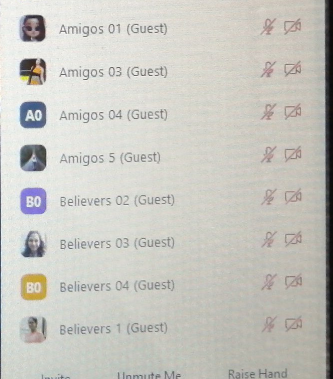 Amigos 01 (Guest)
Amigos 03 (Guest)
A0 Amigos 04 (Guest)
Amigos 5 (Guest)
B0 Believers 02 (Guest)
Believers 03 (Guest)
B0 Believers 04 (Guest)
Believers 1 (Guest)
Invite Unmute Me Raise Hand